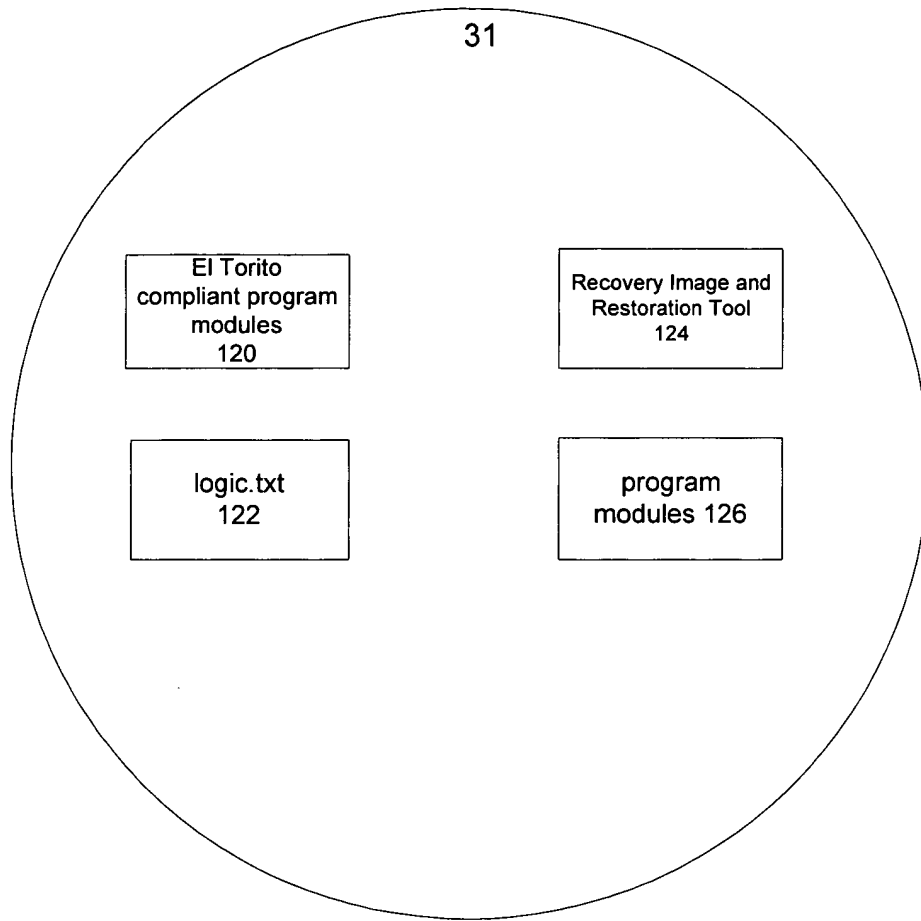 31
El Torito
compliant program
modules
120
Recovery Image and
Restoration Tool
124
logic.txt
122
program
modules 126